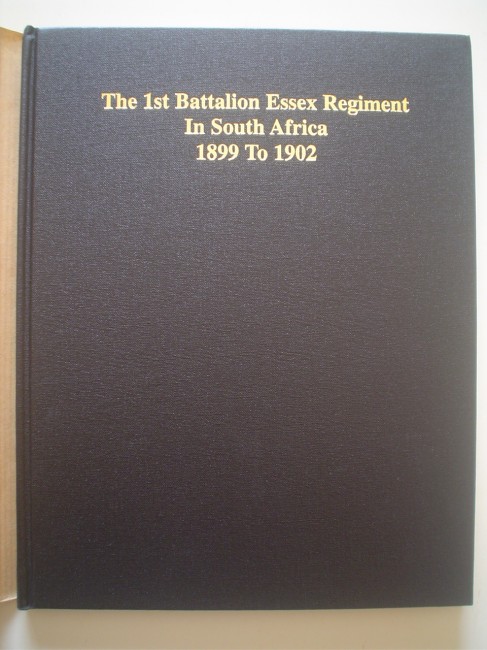 The 1st Battalion Essex Regiment
In South Africa
1899 To 1902